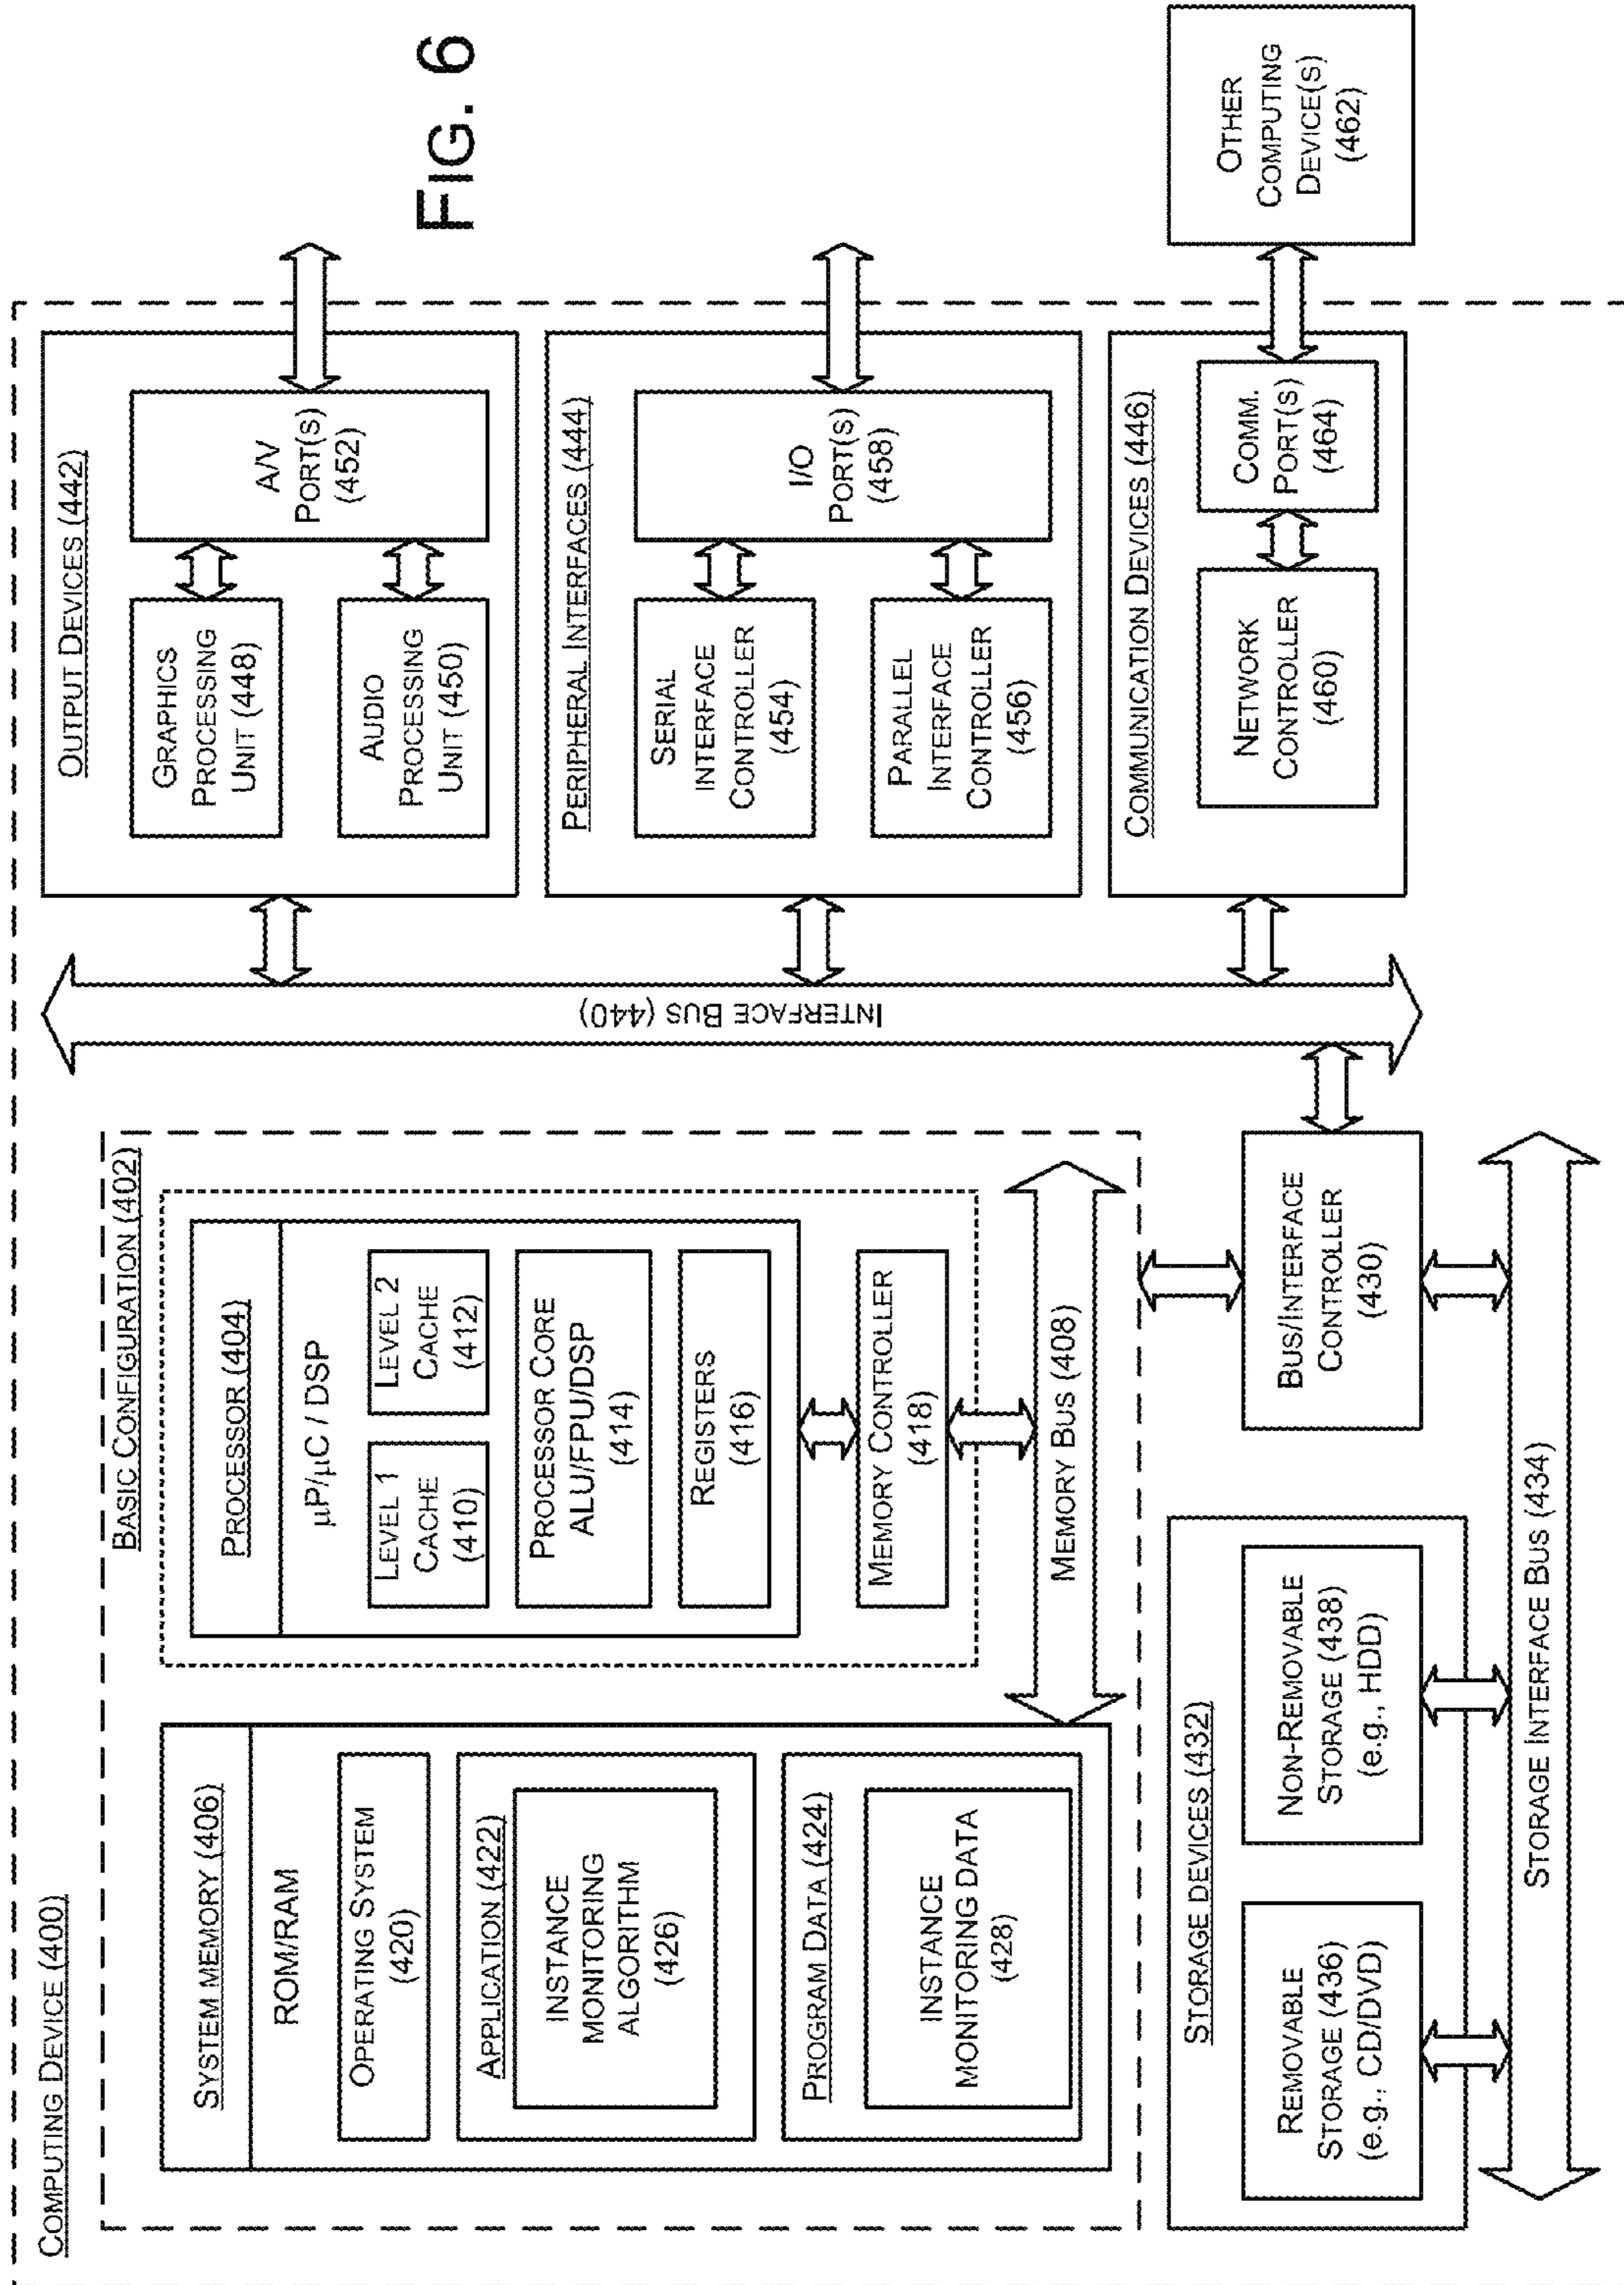 COMPUTING DEVICE (400)
BASIC CONFIGURATION (402)
SYSTEM MEMORY (406)
ROM/RAM
OPERATING SYSTEM
(420)
APPLICATION (422)
INSTANCE
MONITORING
ALGORITHM
(426)
PROGRAM DATA (424)
INSTANCE
MONITORING DATA
(428)
PROCESSOR (404)
µP/µC / DSP
LEVEL 1
CACHE
(410)
LEVEL 2
CACHE
(412)
PROCESSOR CORE
ALU/FPU/DSP
(414)
REGISTERS
(416)
MEMORY CONTROLLER
(418)
MEMORY BUS (408)
BUS/INTERFACE
CONTROLLER
(430)
STORAGE DEVICES (432)
REMOVABLE
STORAGE (436)
(e.g., CD/DVD)
NON-REMOVABLE
STORAGE (438)
(e.g., HDD)
STORAGE INTERFACE BUS (434)
INTERFACE BUS (440)
OUTPUT DEVICES (442)
GRAPHICS
PROCESSING
UNIT (448)
AUDIO
PROCESSING
UNIT (450)
A/V
PORT(S)
(452)
PERIPHERAL INTERFACES (444)
SERIAL
INTERFACE
CONTROLLER
(454)
PARALLEL
INTERFACE
CONTROLLER
(456)
I/O
PORT(S)
(458)
COMMUNICATION DEVICES (446)
NETWORK
CONTROLLER
(460)
COMM.
PORT(S)
(464)
OTHER
COMPUTING
DEVICE(S)
(462)
FIG. 6